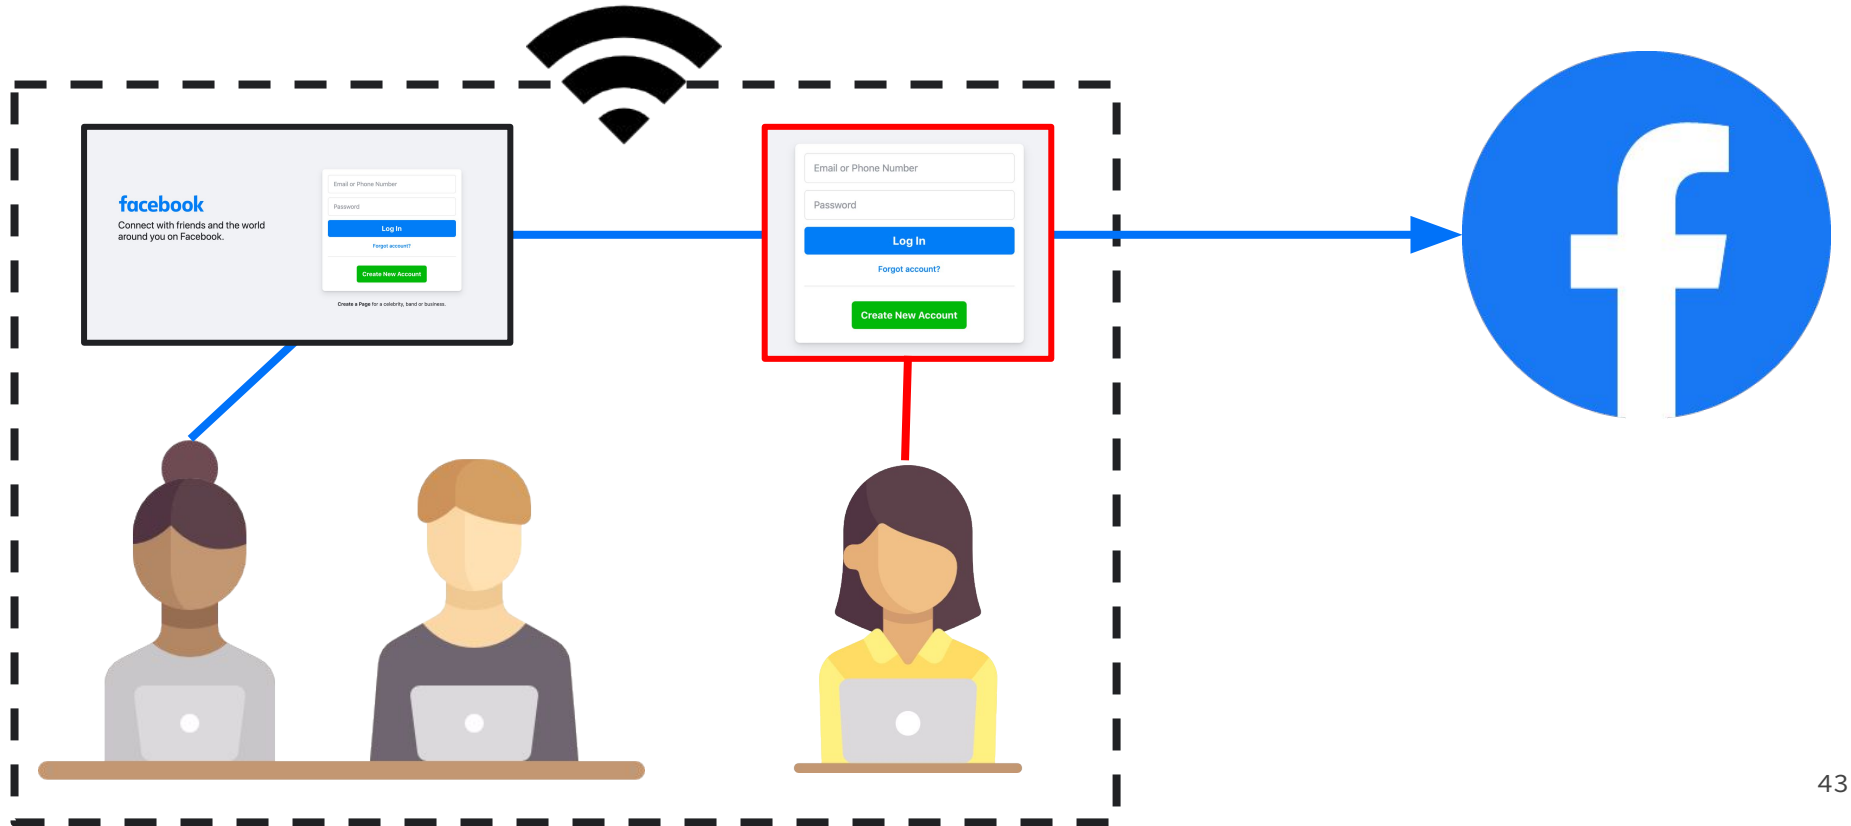 facebook
Connect with friends and the world
around you on Facebook.
Email or Phone Number
Password
Log In
Forgot account?
Create New Account
Create a Page for a celebrity, band or business.
Email or Phone Number
Password
Log In
Forgot account?
Create New Account
43